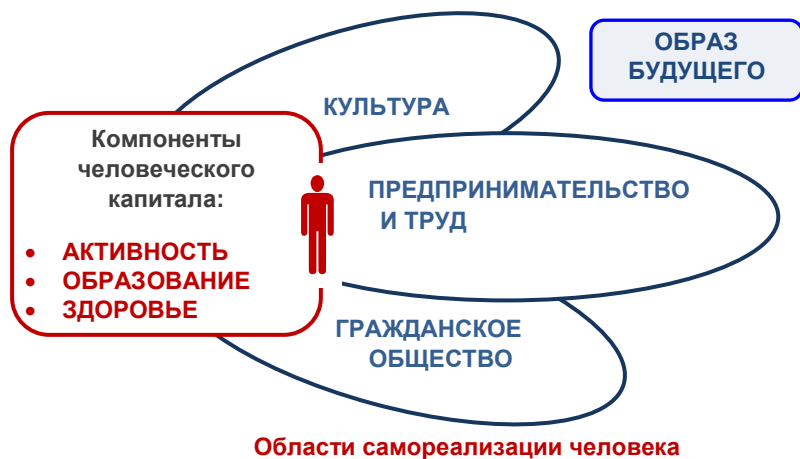 ОБРАЗ
БУДУЩЕГО
КУЛЬТУРА
Компоненты
человеческого
капитала:
• АКТИВНОСТЬ
• ОБРАЗОВАНИЕ
• ЗДОРОВЬЕ
ПРЕДПРИНИМАТЕЛЬСТВО
И ТРУД
ГРАЖДАНСКОЕ
ОБЩЕСТВО
Области самореализации человека